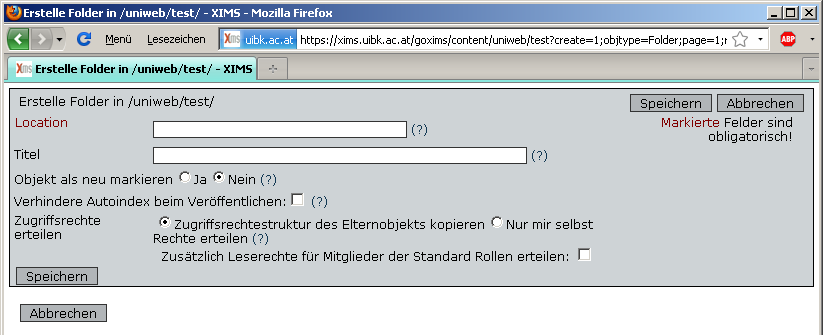 Erstelle Folder in /uniweb/test/ - XIMS - Mozilla Firefox
Menü Lesezeichen XIMS uibk.ac.at https://xims.uibk.ac.at/goxims/content/uniweb/test?create=1;objtype=Folder;page=1; ABP
XIMS Erstelle Folder in /uniweb/test/ - XIMS
Erstelle Folder in /uniweb/test/ Speichern Abbrechen
Location (?) Markierte Felder sind
obligatorisch!
Titel (?)
Objekt als neu markieren Ja Nein (?)
Verhindere Autoindex beim Veröffentlichen: (?)
Zugriffsrechte Zugriffsrechtestruktur des Elternobjekts kopieren Nur mir selbst
erteilen Rechte erteilen (?)
Zusätzlich Leserechte für Mitglieder der Standard Rollen erteilen:
Speichern
Abbrechen